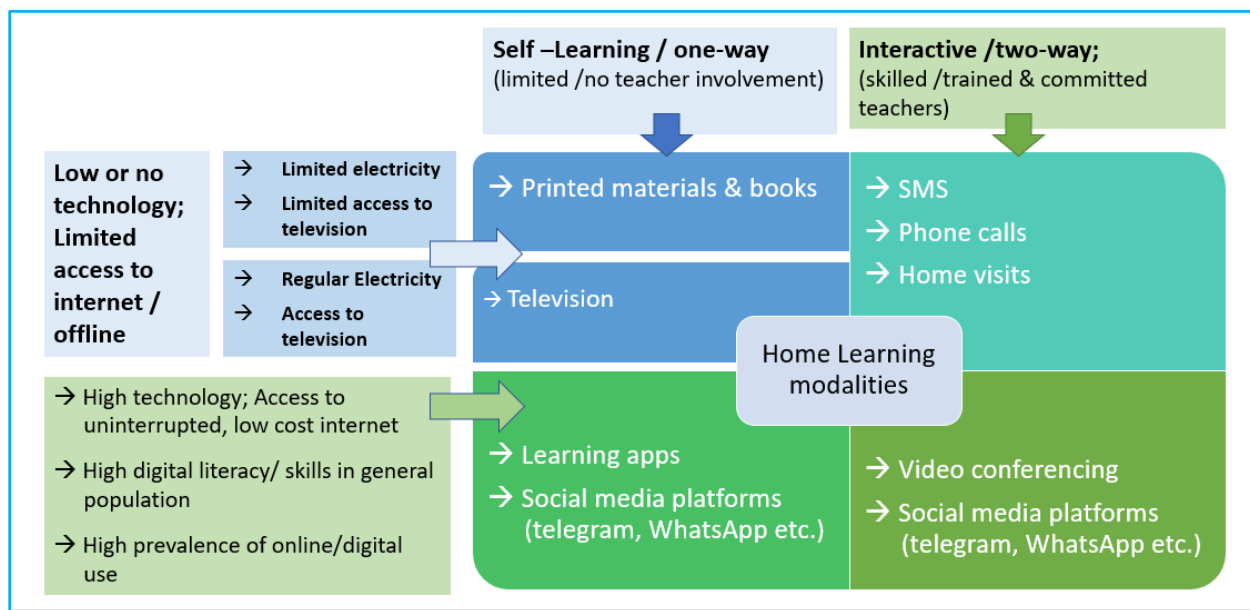 Self –Learning / one-way
(limited /no teacher involvement)
Interactive /two-way;
(skilled /trained & committed
teachers)
Low or no
technology;
Limited
access to
internet /
offline
→ Limited electricity
→ Limited access to
television
→ Regular Electricity
→ Access to
television
→ Printed materials & books
→ Television
→ SMS
→ Phone calls
→ Home visits
Home Learning
modalities
→ High technology; Access to
uninterrupted, low cost internet
→ High digital literacy/ skills in general
population
→ High prevalence of online/digital
use
→ Learning apps
→ Social media platforms
(telegram, WhatsApp etc.)
→ Video conferencing
→ Social media platforms
(telegram, WhatsApp etc.)